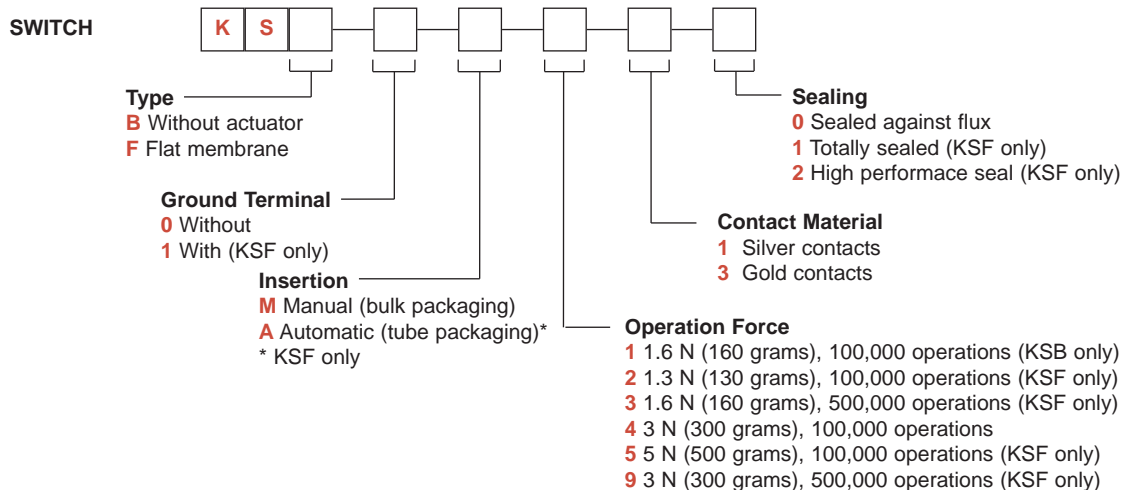 SWITCH
K S
Type
B Without actuator
F Flat membrane
Ground Terminal
0 Without
1 With (KSF only)
Insertion
M Manual (bulk packaging)
A Automatic (tube packaging)*
* KSF only
Operation Force
1 1.6 N (160 grams), 100,000 operations (KSB only)
2 1.3 N (130 grams), 100,000 operations (KSF only)
3 1.6 N (160 grams), 500,000 operations (KSF only)
4 3 N (300 grams), 100,000 operations
5 5 N (500 grams), 100,000 operations (KSF only)
9 3 N (300 grams), 500,000 operations (KSF only)
Contact Material
1 Silver contacts
3 Gold contacts
Sealing
0 Sealed against flux
1 Totally sealed (KSF only)
2 High performace seal (KSF only)